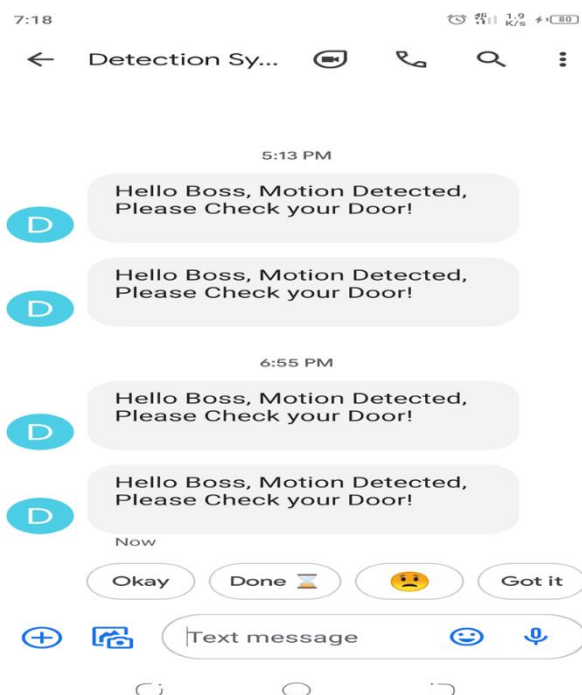 7:18
4G 1.9 K/s 80
Detection Sy...
5:13 PM
Hello Boss, Motion Detected,
Please Check your Door!
D
Hello Boss, Motion Detected,
Please Check your Door!
D
6:55 PM
Hello Boss, Motion Detected,
Please Check your Door!
D
Hello Boss, Motion Detected,
Please Check your Door!
D
Now
Okay Done ⌛ 😟 Got it
Text message